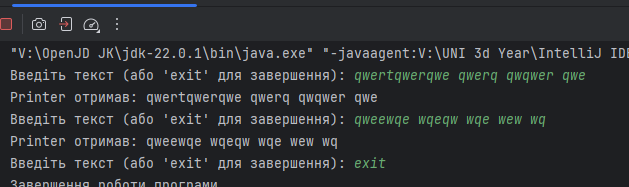 "V:\OpenJD JK\jdk-22.0.1\bin\java.exe" "-javaagent:V:\UNI 3d Year\IntelliJ IDE
Введіть текст (або 'exit' для завершення): qwertqwerqwe qwerq qwqwer qwe
Printer отримав: qwertqwerqwe qwerq qwqwer qwe
Введіть текст (або 'exit' для завершення): qweewqe wqeqw wqe wew wq
Printer отримав: qweewqe wqeqw wqe wew wq
Введіть текст (або 'exit' для завершення): exit
Завершення роботи програми